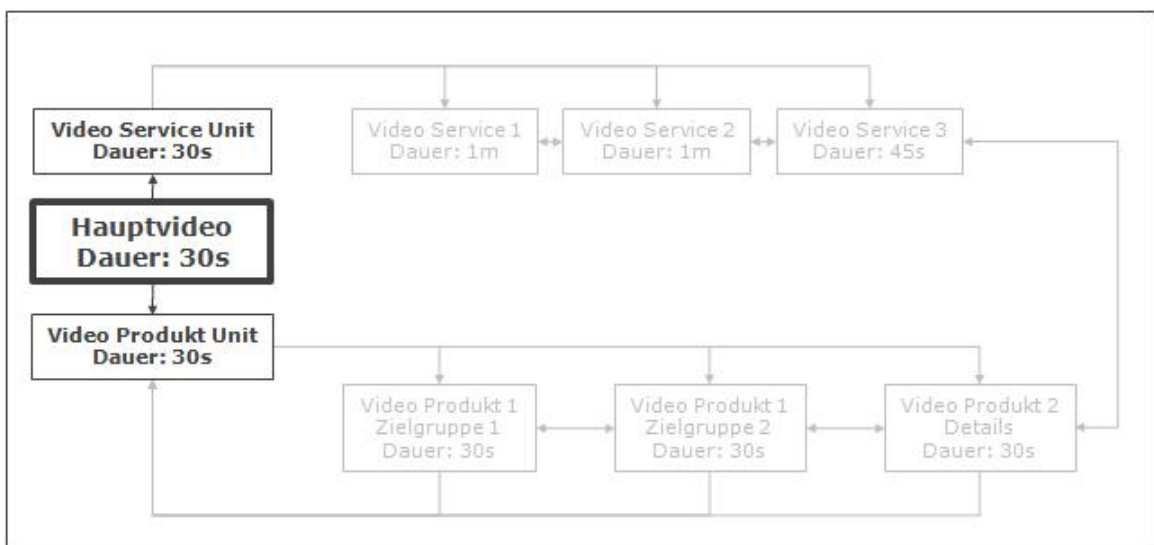 Video Service Unit
Dauer: 30s
Video Service 1
Dauer: 1m
Video Service 2
Dauer: 1m
Video Service 3
Dauer: 45s
Hauptvideo
Dauer: 30s
Video Produkt Unit
Dauer: 30s
Video Produkt 1
Zielgruppe 1
Dauer: 30s
Video Produkt 1
Zielgruppe 2
Dauer: 30s
Video Produkt 2
Details
Dauer: 30s